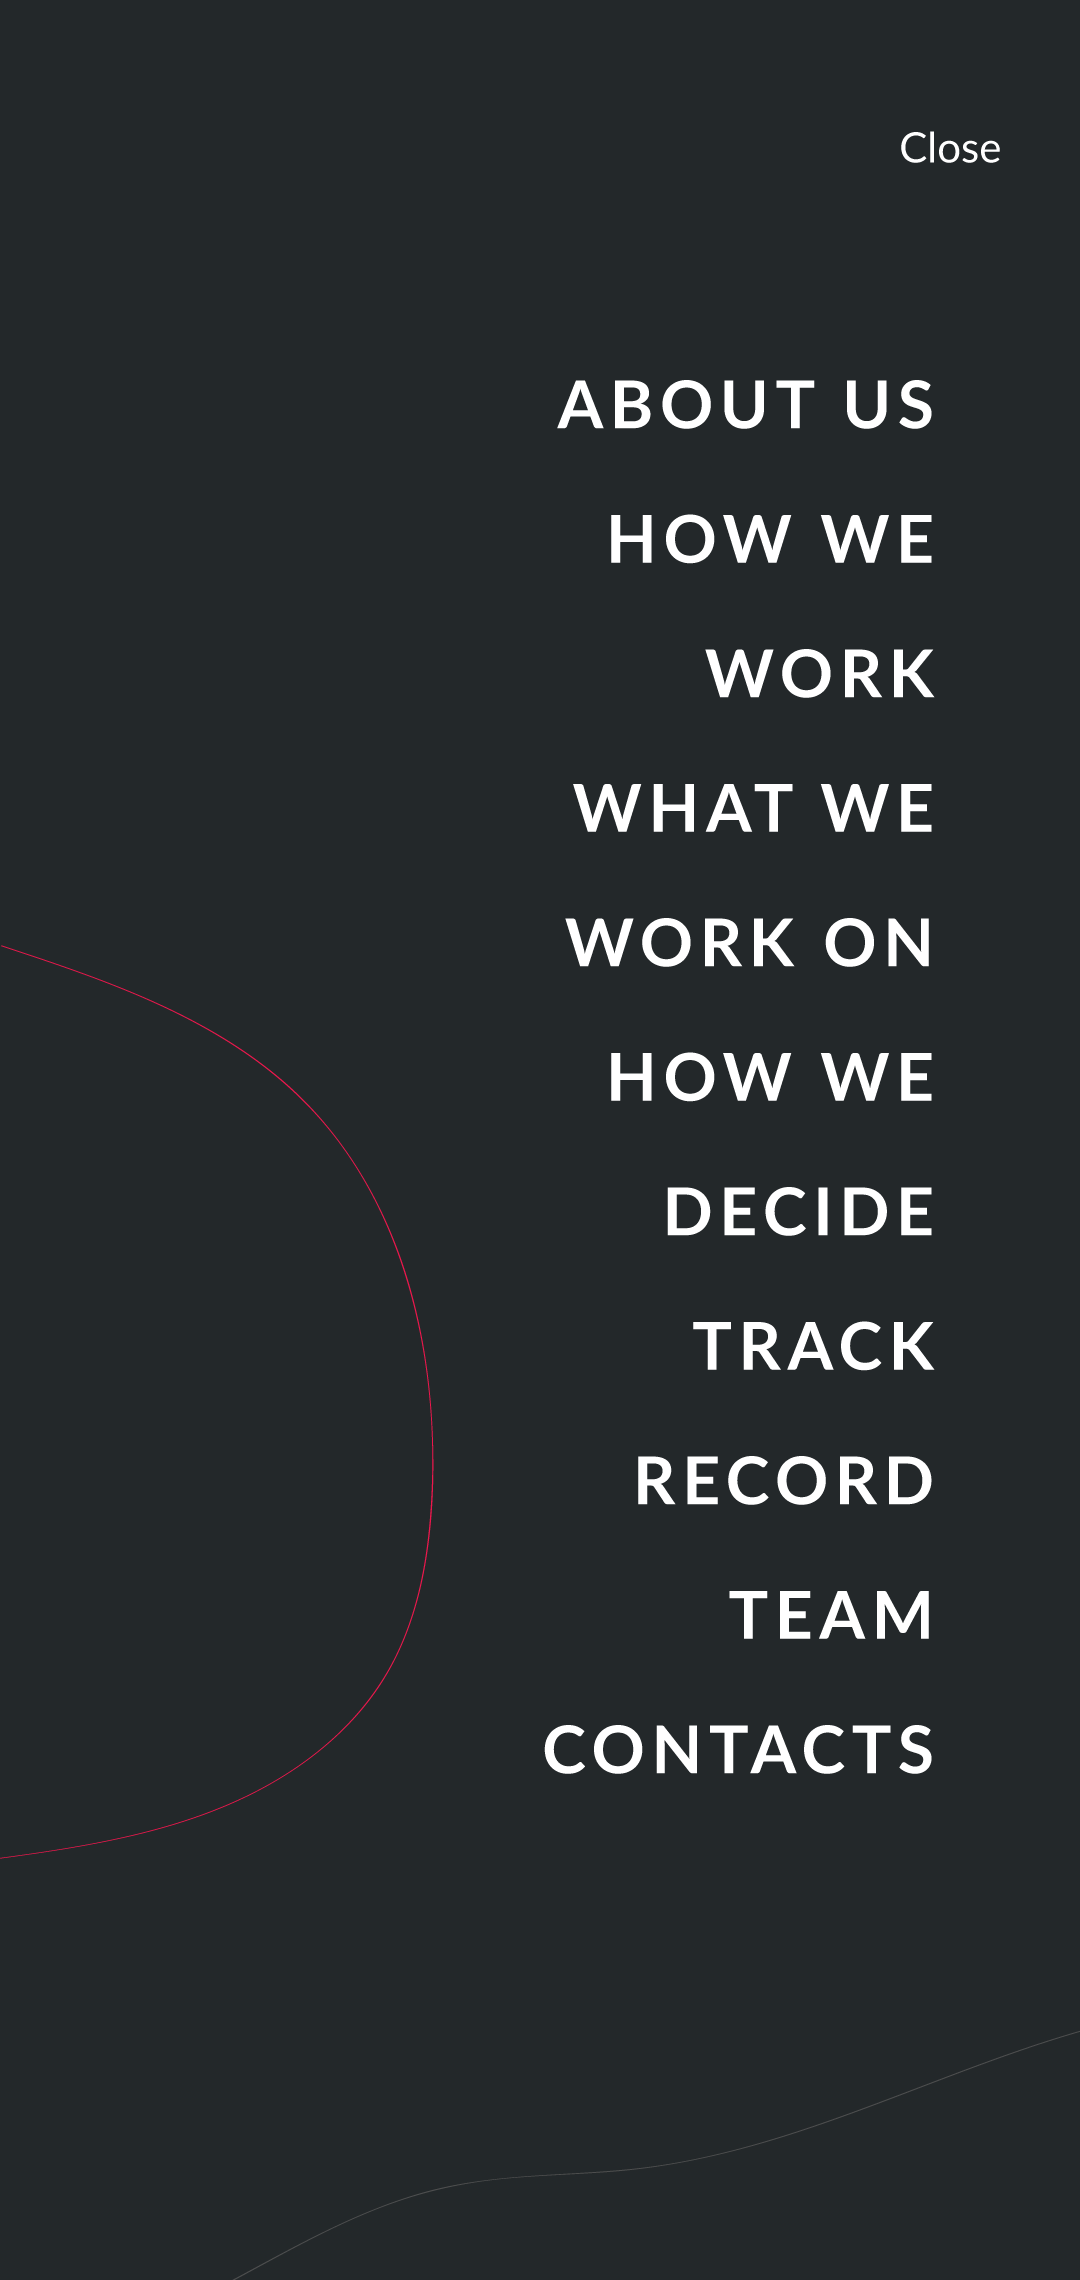 Close
ABOUT US
HOW WE
WORK
WHAT WE
WORK ON
HOW WE
DECIDE
TRACK
RECORD
TEAM
CONTACTS